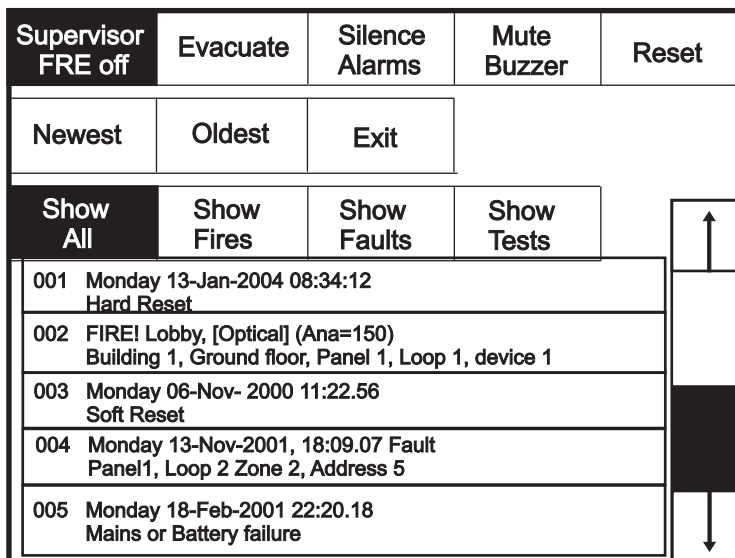 Supervisor
FRE off
Evacuate
Silence
Alarms
Mute
Buzzer
Reset
Newest
Oldest
Exit
Show
All
Show
Fires
Show
Faults
Show
Tests
001 Monday 13-Jan-2004 08:34:12
Hard Reset
002 FIRE! Lobby, [Optical] (Ana=150)
Building 1, Ground floor, Panel 1, Loop 1, device 1
003 Monday 06-Nov- 2000 11:22.56
Soft Reset
004 Monday 13-Nov-2001, 18:09.07 Fault
Panel1, Loop 2 Zone 2, Address 5
005 Monday 18-Feb-2001 22:20.18
Mains or Battery failure